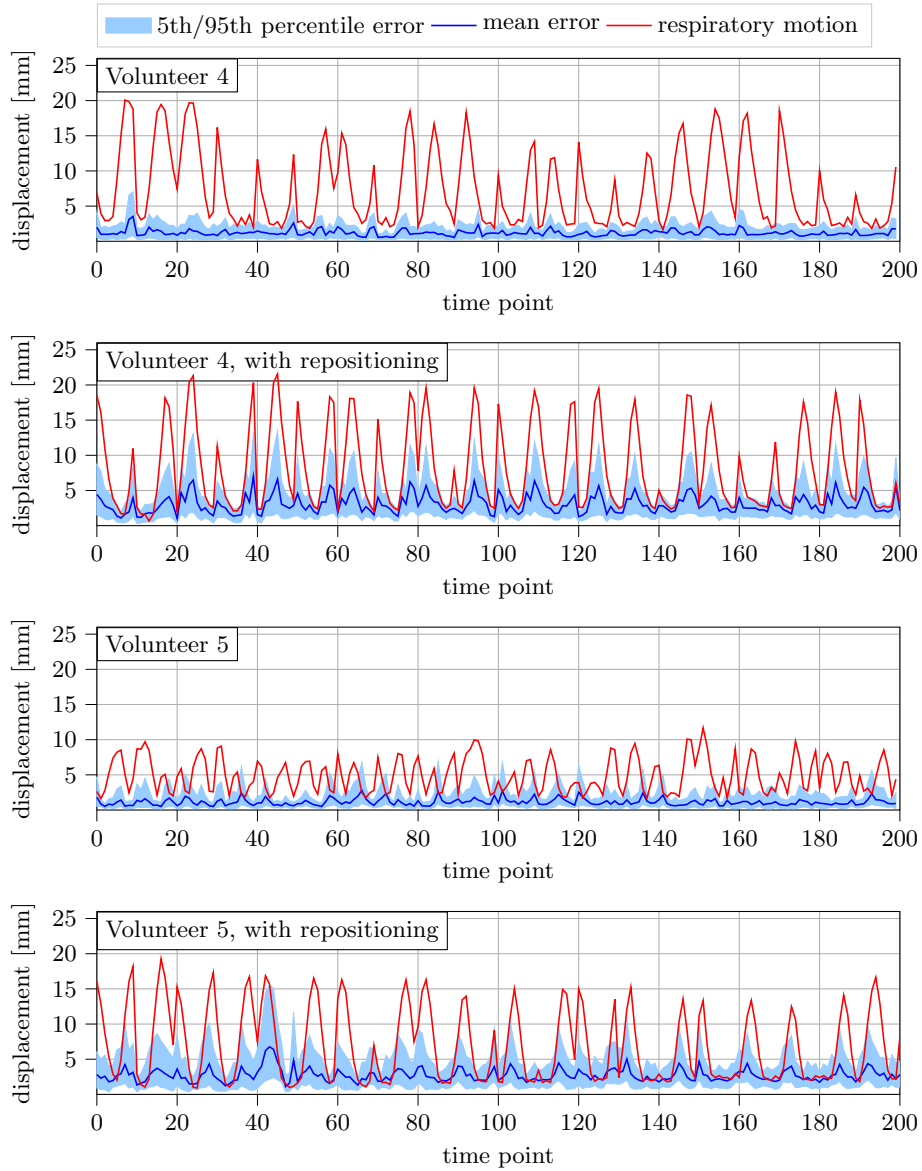 5th/95th percentile error mean error respiratory motion
Volunteer 4
displacement [mm]
25
20
15
10
5
0 20 40 60 80 100 120 140 160 180 200
time point
Volunteer 4, with repositioning
displacement [mm]
25
20
15
10
5
0 20 40 60 80 100 120 140 160 180 200
time point
Volunteer 5
displacement [mm]
25
20
15
10
5
0 20 40 60 80 100 120 140 160 180 200
time point
Volunteer 5, with repositioning
displacement [mm]
25
20
15
10
5
0 20 40 60 80 100 120 140 160 180 200
time point